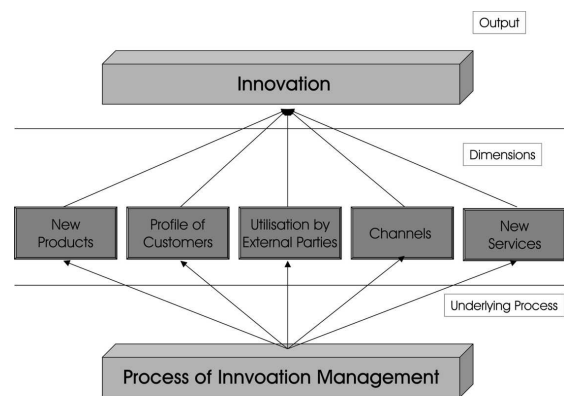 Output
Innovation
Dimensions
New
Products
Profile of
Customers
Utilisation by
External Parties
Channels
New
Services
Underlying Process
Process of Innvoation Management